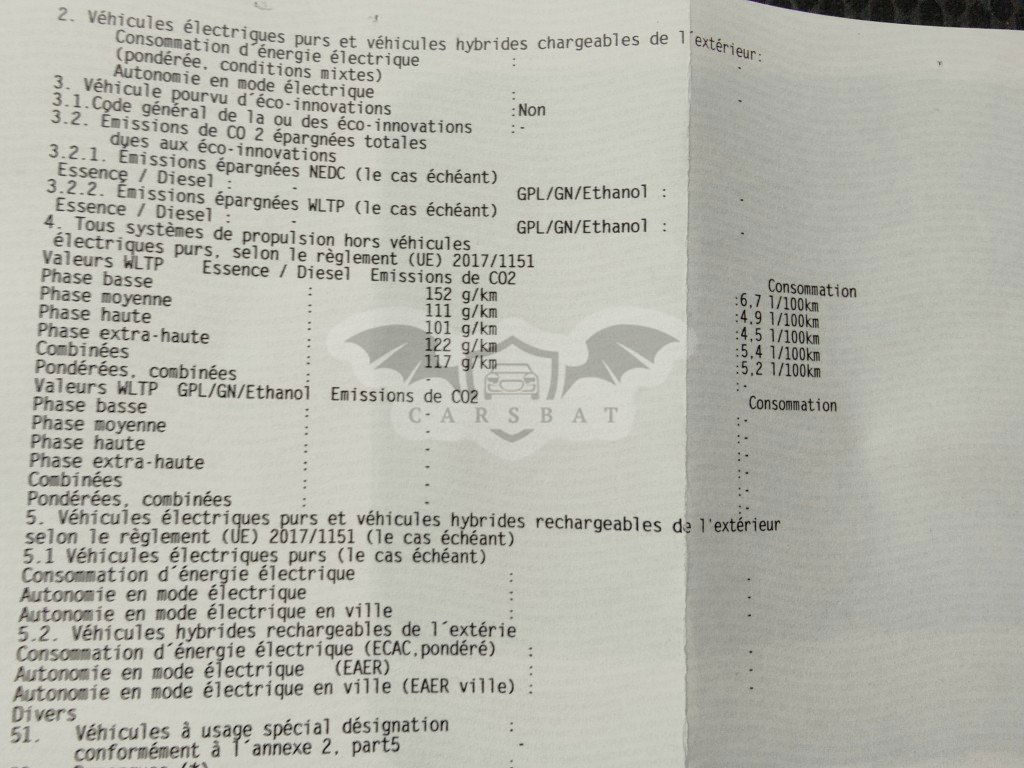 2. Véhicules électriques purs et véhicules hybrides chargeables de l´extérieur:
Consommation d´énergie électrique :
(pondérée, conditions mixtes) -
Autonomie en mode électrique :
3. Véhicule pourvu d´éco-innovations :Non -
3.1.Code général de la ou des éco-innovations :-
3.2. Émissions de CO 2 épargnées totales
dues aux éco-innovations
3.2.1. Émissions épargnées NEDC (le cas échéant)
Essence / Diesel : - GPL/GN/Ethanol : -
3.2.2. Émissions épargnées WLTP (le cas échéant)
Essence / Diesel : - GPL/GN/Ethanol : -
4. Tous systèmes de propulsion hors véhicules
électriques purs, selon le règlement (UE) 2017/1151
Valeurs WLTP Essence / Diesel Emissions de CO2 Consommation
Phase basse : 152 g/km :6,7 l/100km
Phase moyenne : 111 g/km :4,9 l/100km
Phase haute : 101 g/km :4,5 l/100km
Phase extra-haute : 122 g/km :5,4 l/100km
Combinées : 117 g/km :5,2 l/100km
Pondérées, combinées : - :-
Valeurs WLTP GPL/GN/Ethanol Emissions de CO2 Consommation
Phase basse : - :-
Phase moyenne : - :-
Phase haute : - :-
Phase extra-haute : - :-
Combinées : - :-
Pondérées, combinées : - :-
CARSBAT
5. Véhicules électriques purs et véhicules hybrides rechargeables de l'extérieur
selon le règlement (UE) 2017/1151 (le cas échéant)
5.1 Véhicules électriques purs (le cas échéant)
Consommation d´énergie électrique : -
Autonomie en mode électrique : -
Autonomie en mode électrique en ville : -
5.2. Véhicules hybrides rechargeables de l´extérie
Consommation d´énergie électrique (ECAC,pondéré) : -
Autonomie en mode électrique (EAER) : -
Autonomie en mode électrique en ville (EAER ville) : -
Divers
51. Véhicules à usage spécial désignation :
conformément à l´annexe 2, part5 -